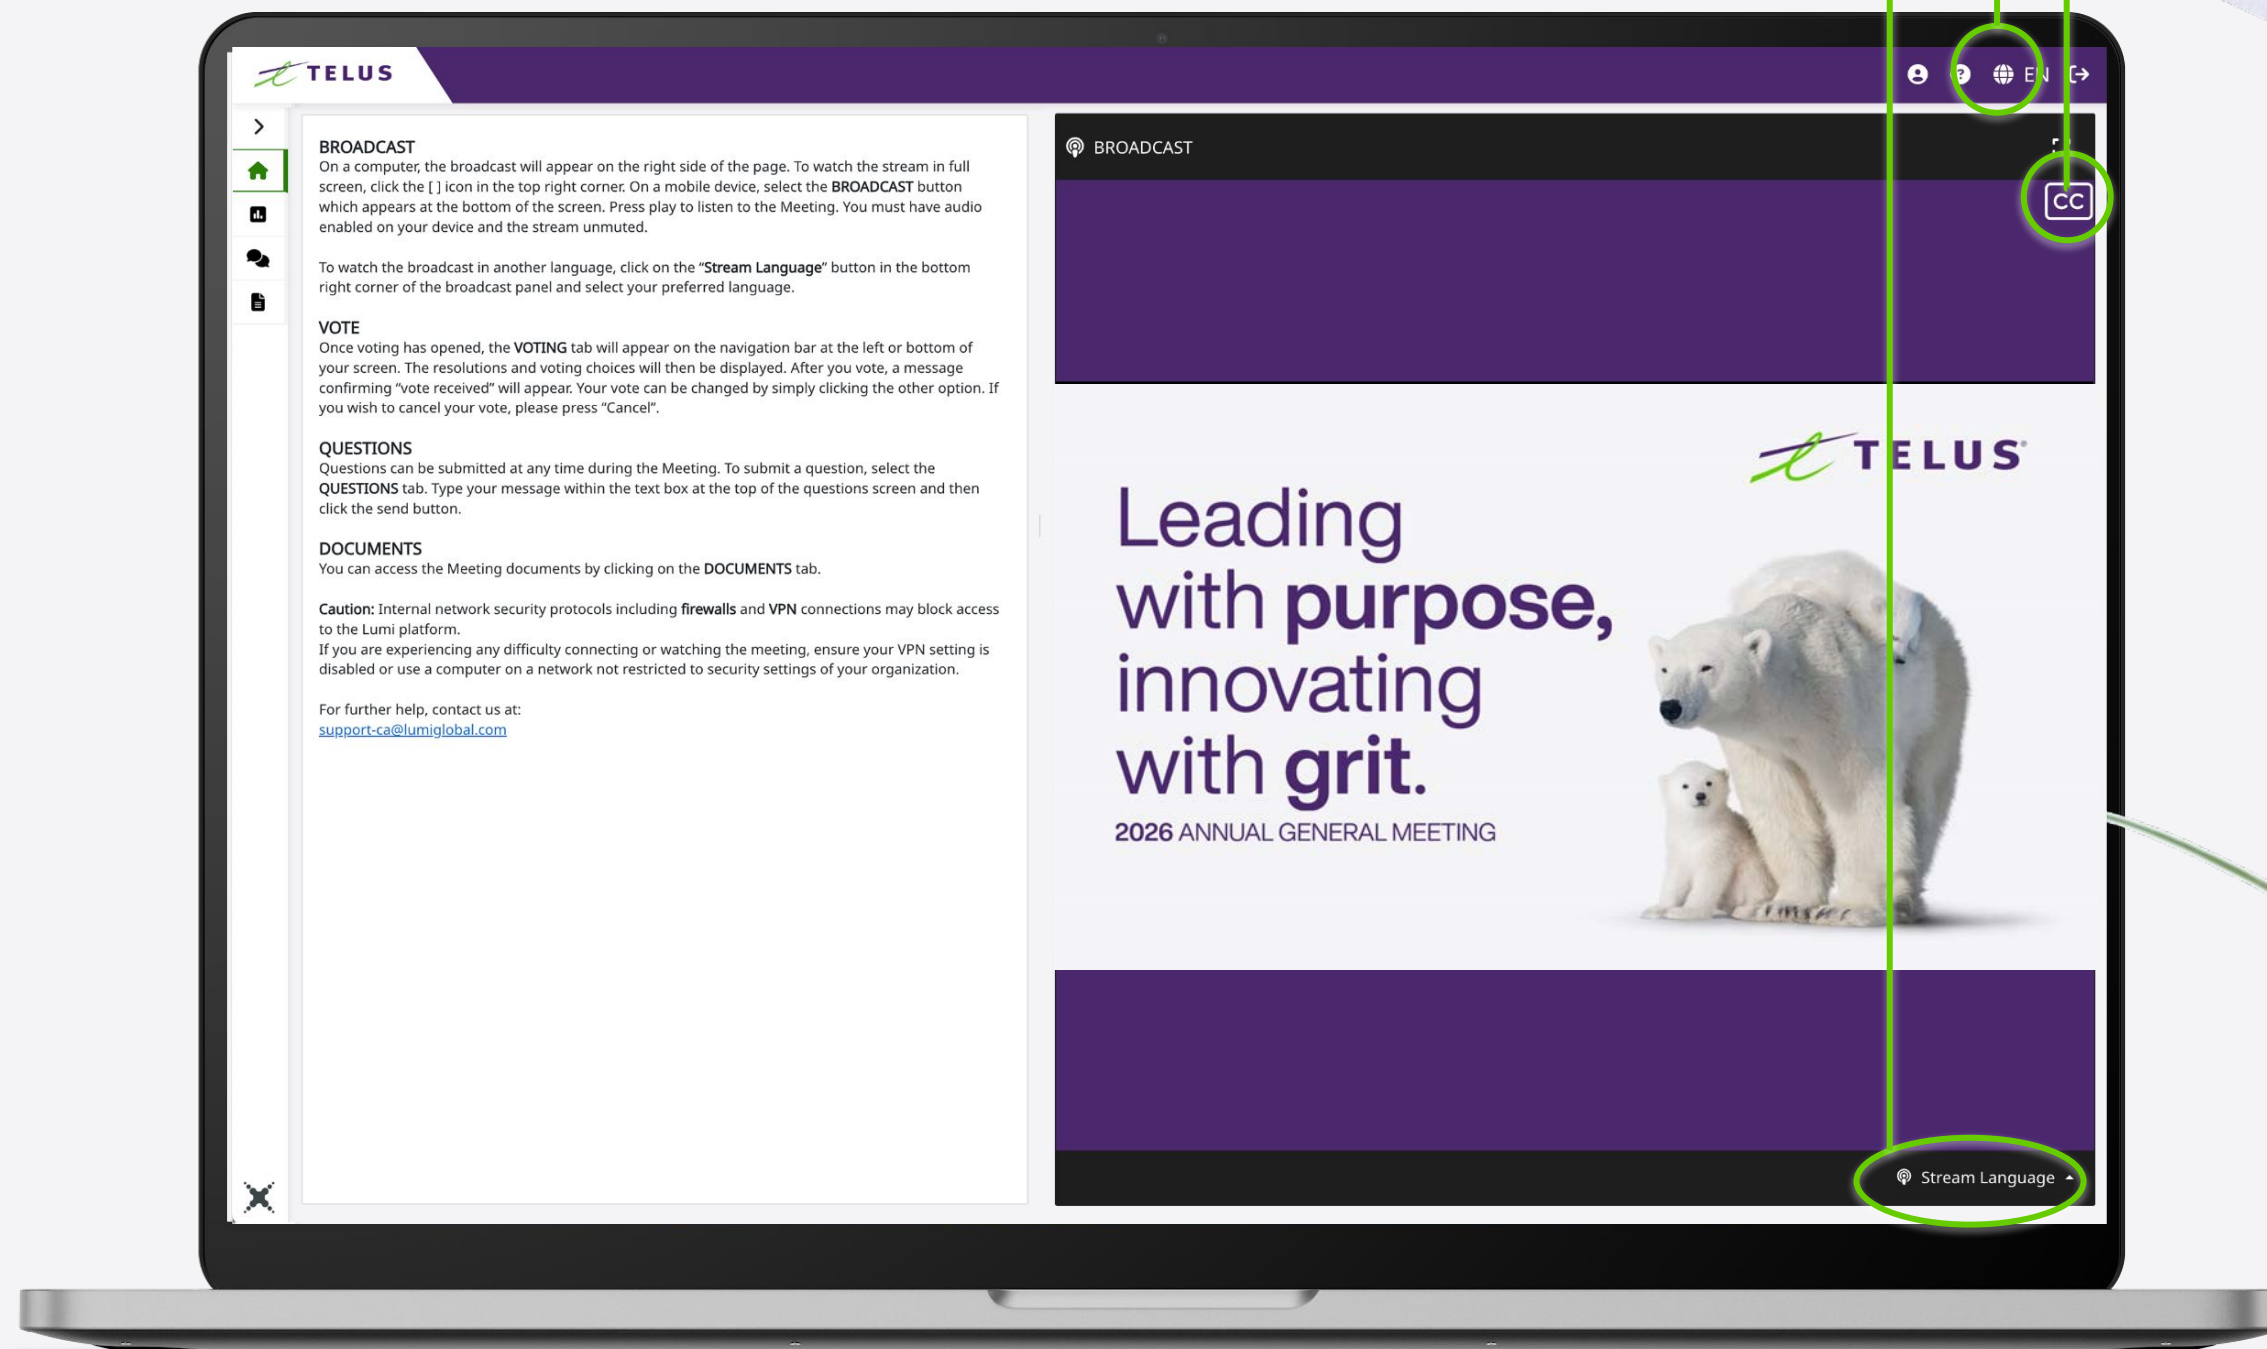 TELUS
EN
BROADCAST
On a computer, the broadcast will appear on the right side of the page. To watch the stream in full
screen, click the [ ] icon in the top right corner. On a mobile device, select the BROADCAST button
which appears at the bottom of the screen. Press play to listen to the Meeting. You must have audio
enabled on your device and the stream unmuted.
To watch the broadcast in another language, click on the “Stream Language” button in the bottom
right corner of the broadcast panel and select your preferred language.
VOTE
Once voting has opened, the VOTING tab will appear on the navigation bar at the left or bottom of
your screen. The resolutions and voting choices will then be displayed. After you vote, a message
confirming “vote received” will appear. Your vote can be changed by simply clicking the other option. If
you wish to cancel your vote, please press “Cancel”.
QUESTIONS
Questions can be submitted at any time during the Meeting. To submit a question, select the
QUESTIONS tab. Type your message within the text box at the top of the questions screen and then
click the send button.
DOCUMENTS
You can access the Meeting documents by clicking on the DOCUMENTS tab.
Caution: Internal network security protocols including firewalls and VPN connections may block access
to the Lumi platform.
If you are experiencing any difficulty connecting or watching the meeting, ensure your VPN setting is
disabled or use a computer on a network not restricted to security settings of your organization.
For further help, contact us at:
support-ca@lumiglobal.com
BROADCAST
CC
TELUS
Leading
with purpose,
innovating
with grit.
2026 ANNUAL GENERAL MEETING
Stream Language